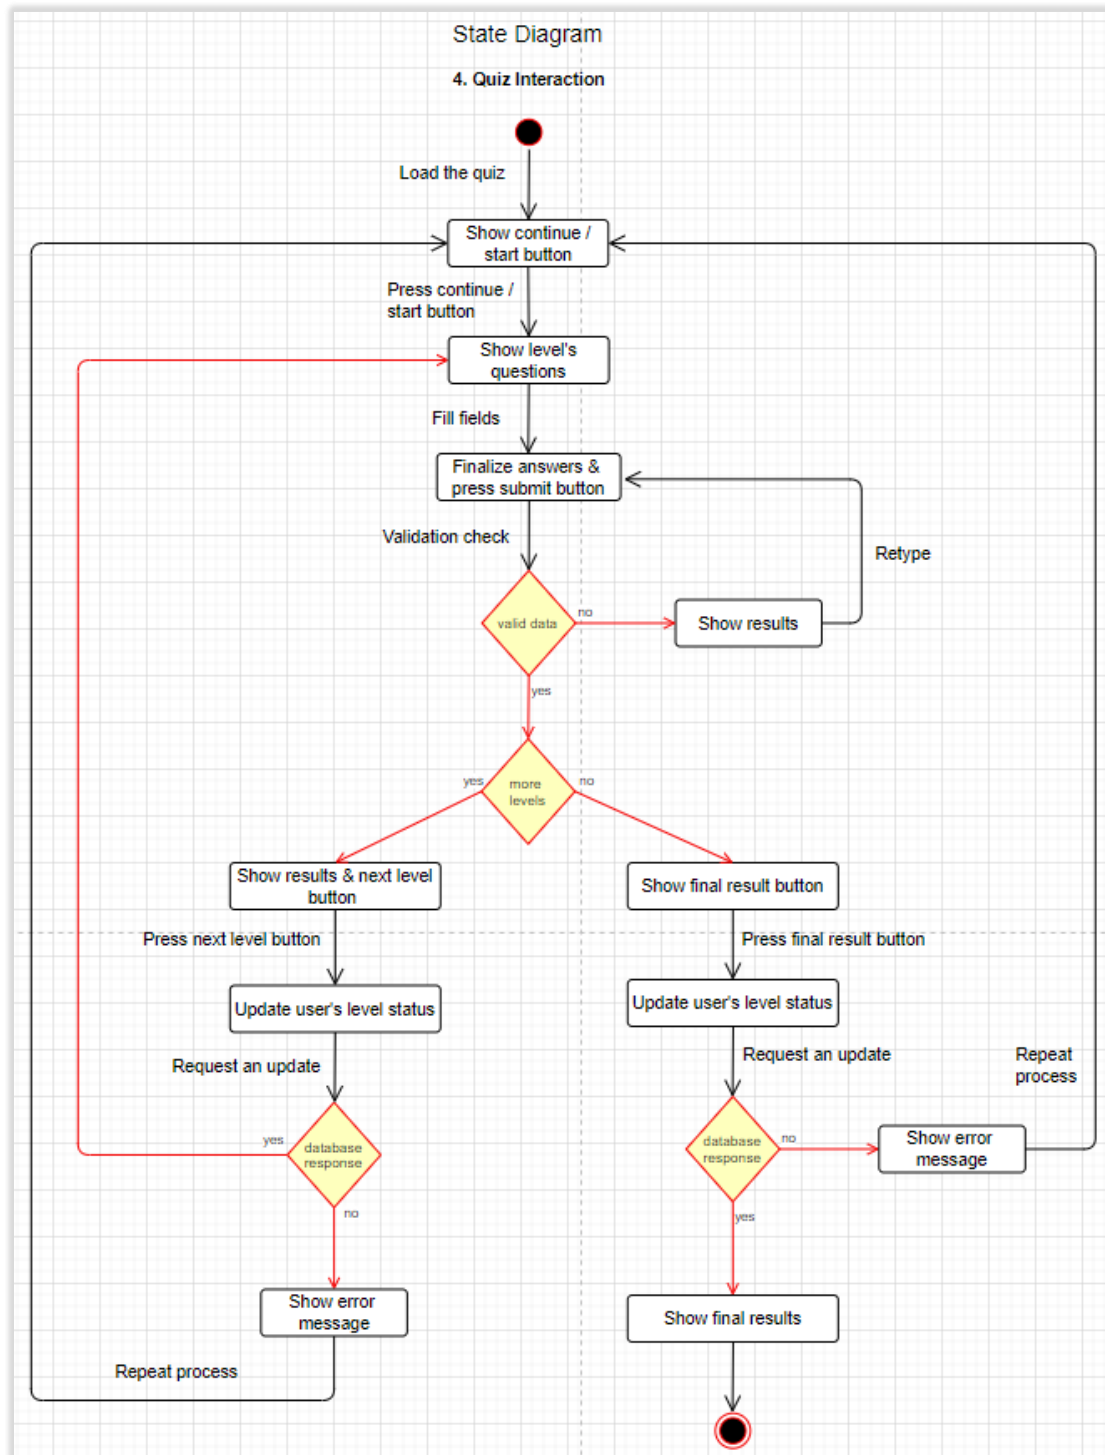 State Diagram
4. Quiz Interaction
Load the quiz
Show continue /
start button
Press continue /
start button
Show level's
questions
Fill fields
Finalize answers &
press submit button
Validation check
Retype
valid data
no
Show results
yes
more
levels
yes
no
Show results & next level
button
Show final result button
Press next level button
Press final result button
Update user's level status
Update user's level status
Request an update
Request an update
Repeat
process
database
response
yes
no
database
response
no
yes
Show error
message
Show error
message
Show final results
Repeat process